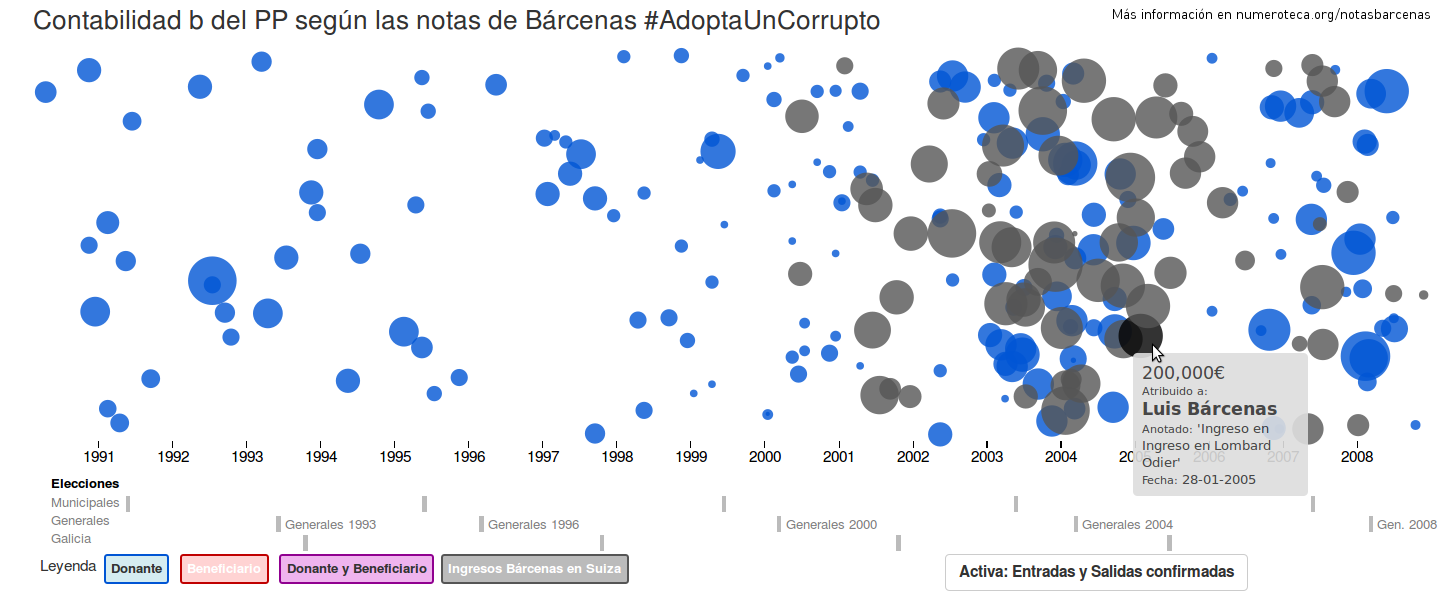 Contabilidad b del PP según las notas de Bárcenas #AdoptaUnCorrupto
Más información en numeroteca.org/notasbarcenas
200,000€
Atribuido a:
Luis Bárcenas
Anotado: 'Ingreso en
Ingreso en Lombard
Odier'
Fecha: 28-01-2005
1991 1992 1993 1994 1995 1996 1997 1998 1999 2000 2001 2002 2003 2004 2005 2006 2007 2008
Elecciones
Municipales
Generales
Generales 1993 Generales 1996 Generales 2000 Generales 2004 Gen. 2008
Galicia
Leyenda Donante Beneficiario Donante y Beneficiario Ingresos Bárcenas en Suiza
Activa: Entradas y Salidas confirmadas